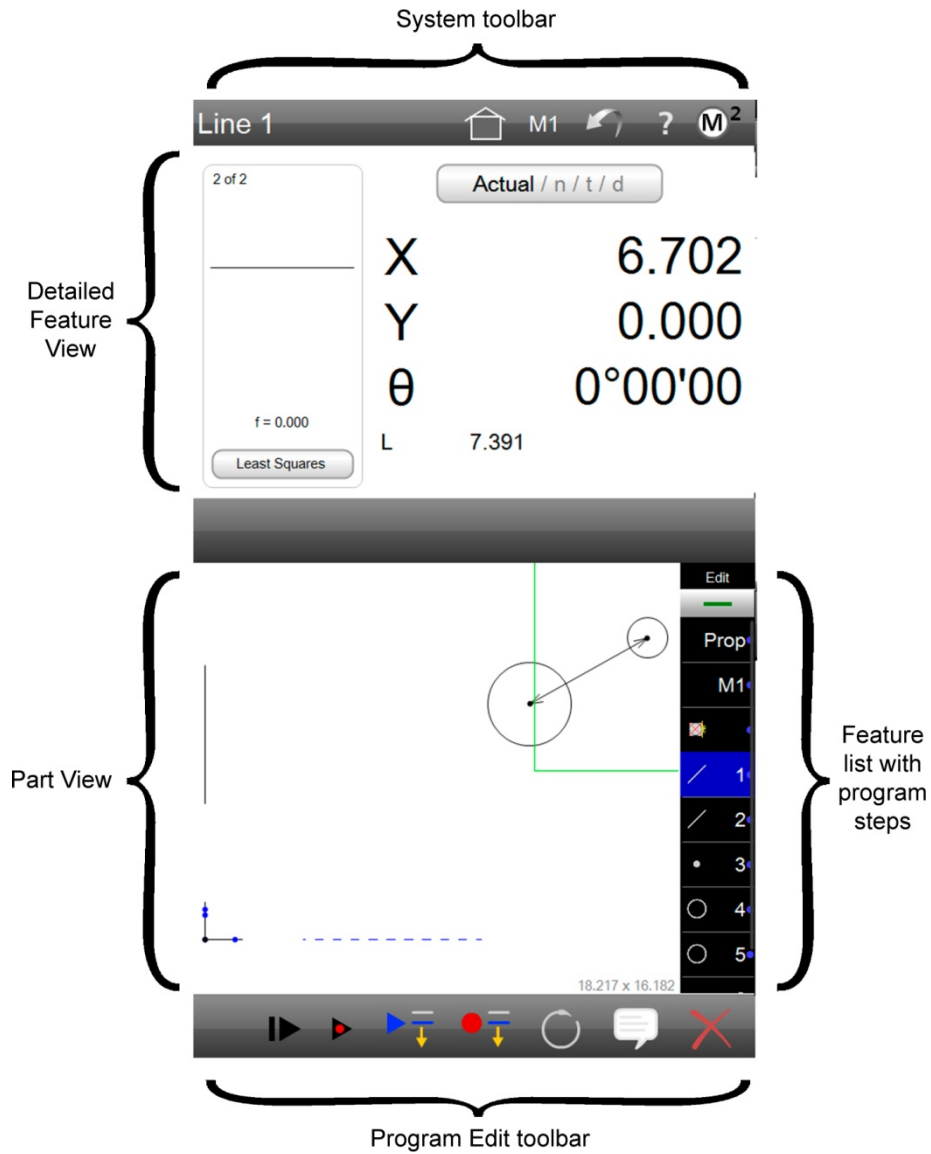 System toolbar
Line 1 M1 ? M 2
2 of 2
Actual / n / t / d
X 6.702
Y 0.000
θ 0°00'00
f = 0.000
L 7.391
Least Squares
Detailed
Feature
View
Edit
Prop
M1
1
2
3
4
5
Part View
Feature
list with
program
steps
18.217 x 16.182
Program Edit toolbar